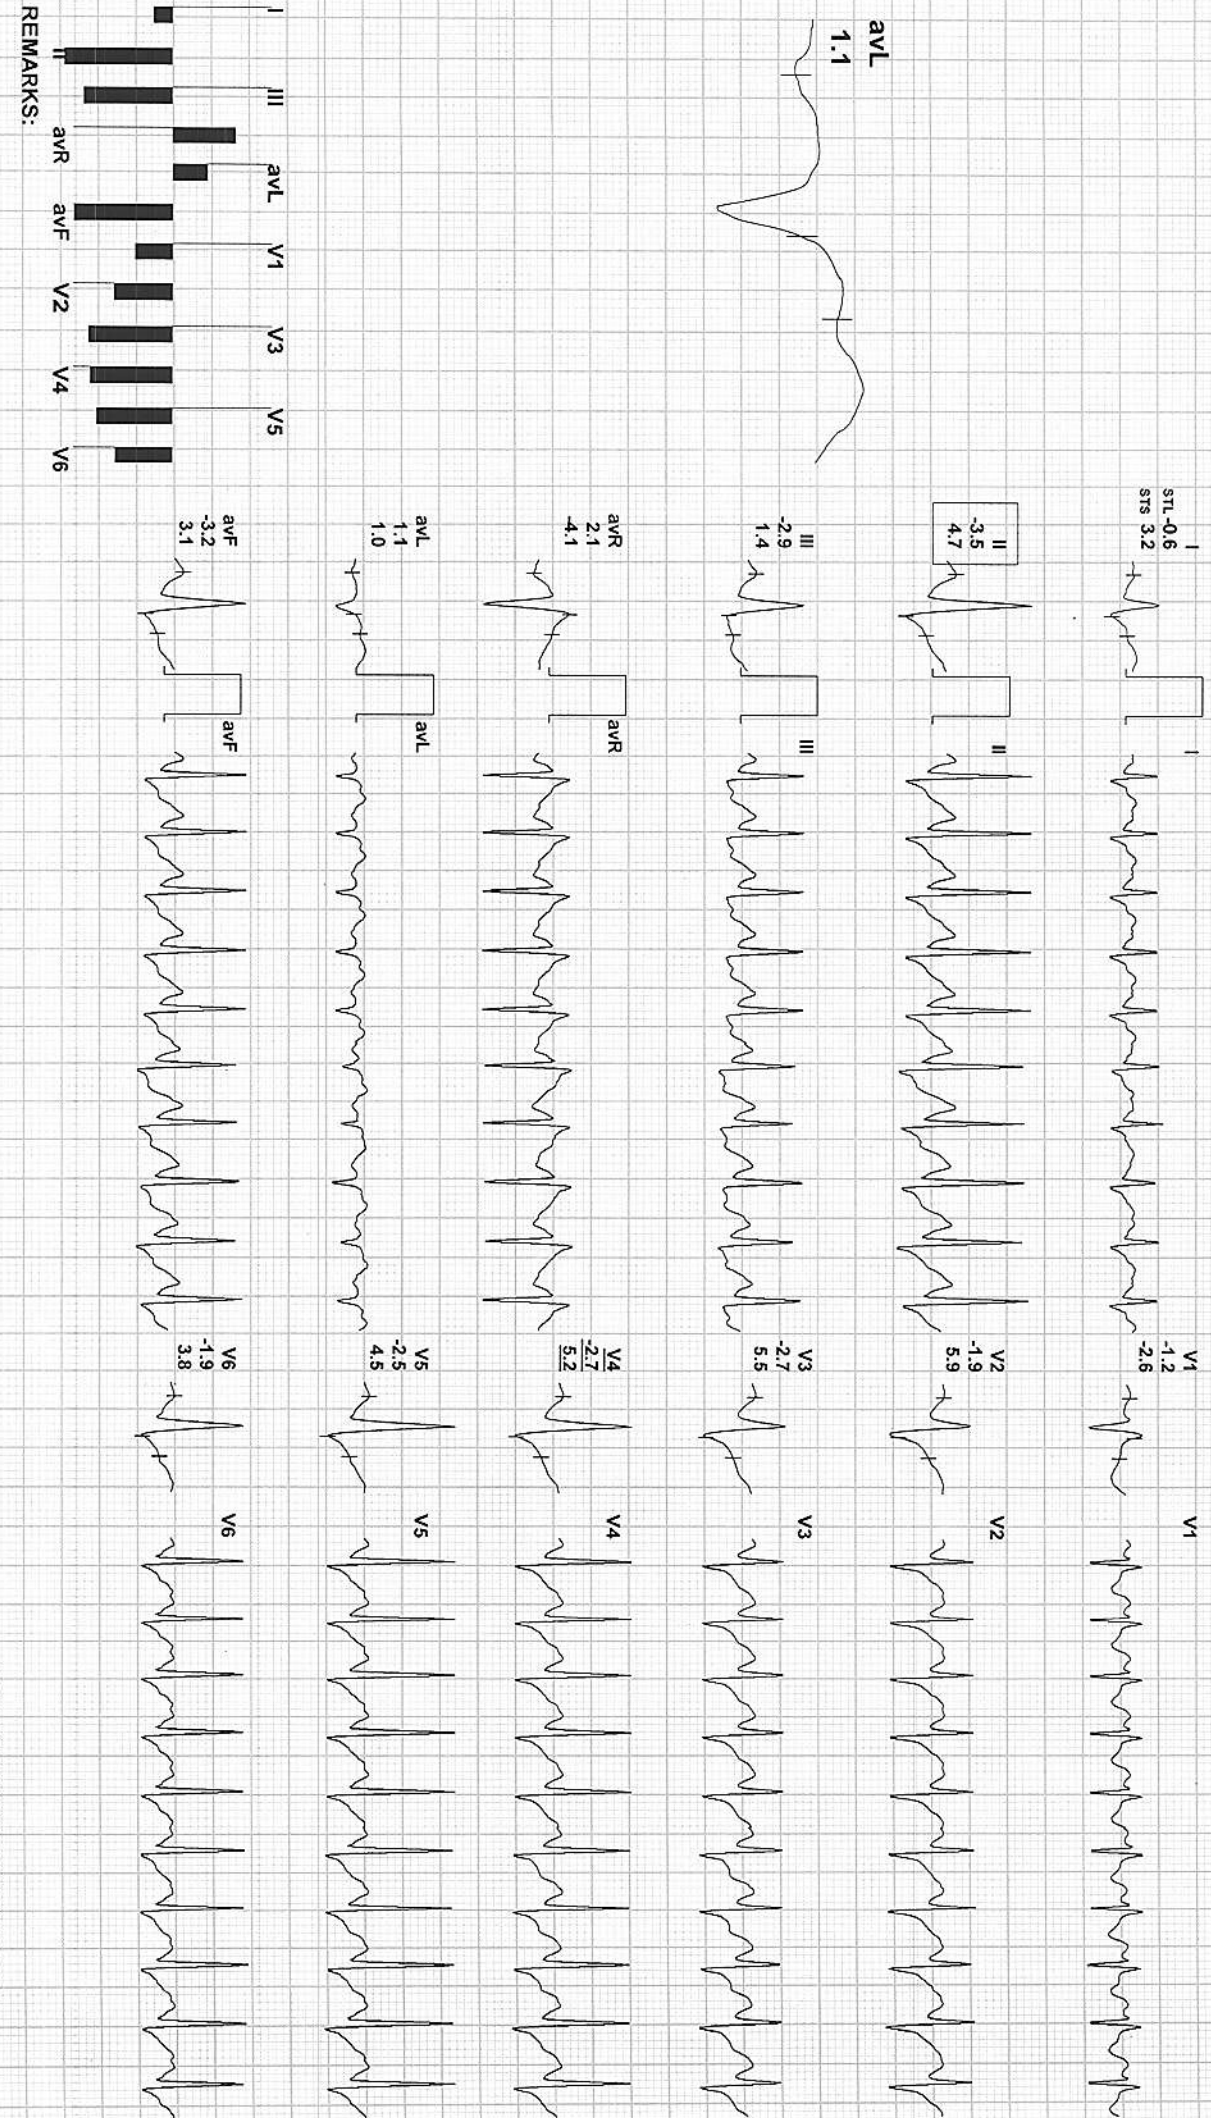 avL
1.1
I
STL -0.6
STS 3.2
I
II
-3.5
4.7
II
III
-2.9
1.4
III
avR
2.1
-4.1
avR
avL
1.1
1.0
avL
avF
-3.2
3.1
avF
V1
-1.2
-2.6
V1
V2
-1.9
5.9
V2
V3
-2.7
5.5
V3
V4
-2.7
5.2
V4
V5
-2.5
4.5
V5
V6
-1.9
3.8
V6
I III avL V1 V3 V5
II avR avF V2 V4 V6
REMARKS: